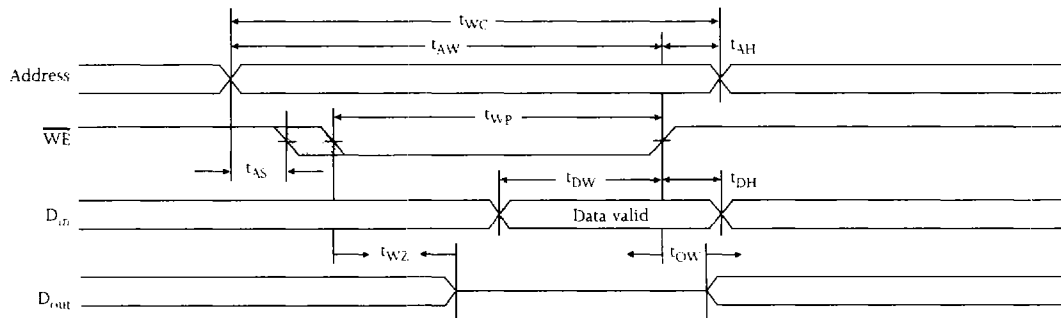 tWC
tAW
tAH
Address
tWP
WE
tAS
tDW
tDH
Din
Data valid
tWZ
tOW
Dout